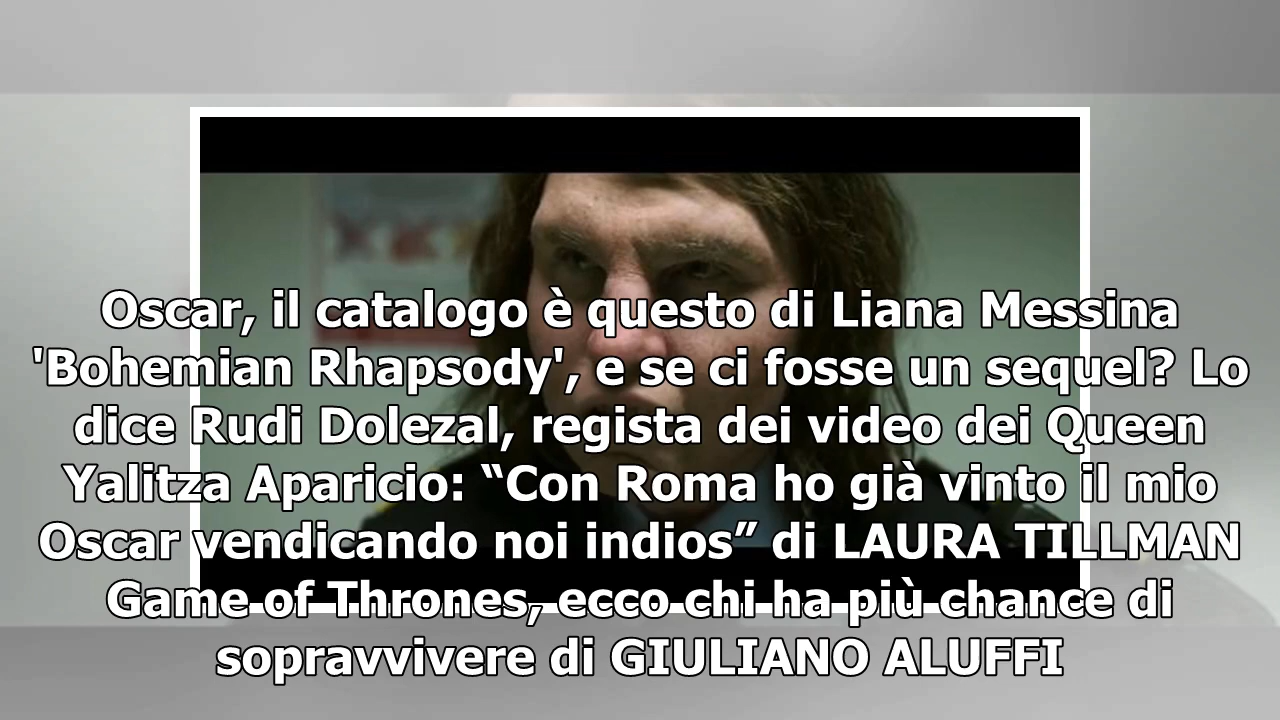 Oscar, il catalogo è questo di Liana Messina
'Bohemian Rhapsody', e se ci fosse un sequel? Lo
dice Rudi Dolezal, regista dei video dei Queen
Yalitza Aparicio: “Con Roma ho già vinto il mio
Oscar vendicando noi indios” di LAURA TILLMAN
Game of Thrones, ecco chi ha più chance di
sopravvivere di GIULIANO ALUFFI